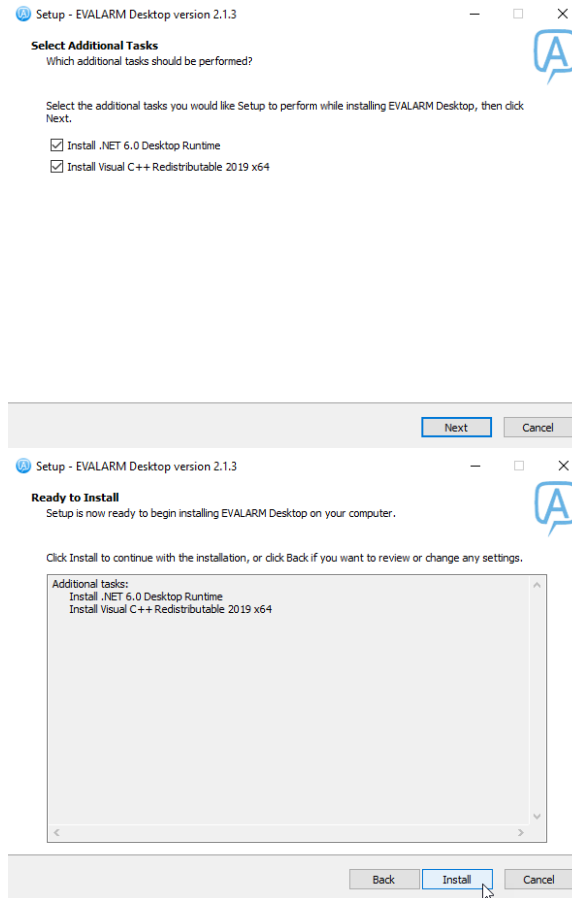 Setup - EVALARM Desktop version 2.1.3
Select Additional Tasks
Which additional tasks should be performed?
Select the additional tasks you would like Setup to perform while installing EVALARM Desktop, then click
Next.
Install .NET 6.0 Desktop Runtime
Install Visual C++ Redistributable 2019 x64
Next
Cancel
Setup - EVALARM Desktop version 2.1.3
Ready to Install
Setup is now ready to begin installing EVALARM Desktop on your computer.
Click Install to continue with the installation, or click Back if you want to review or change any settings.
Additional tasks:
Install .NET 6.0 Desktop Runtime
Install Visual C++ Redistributable 2019 x64
Back
Install
Cancel